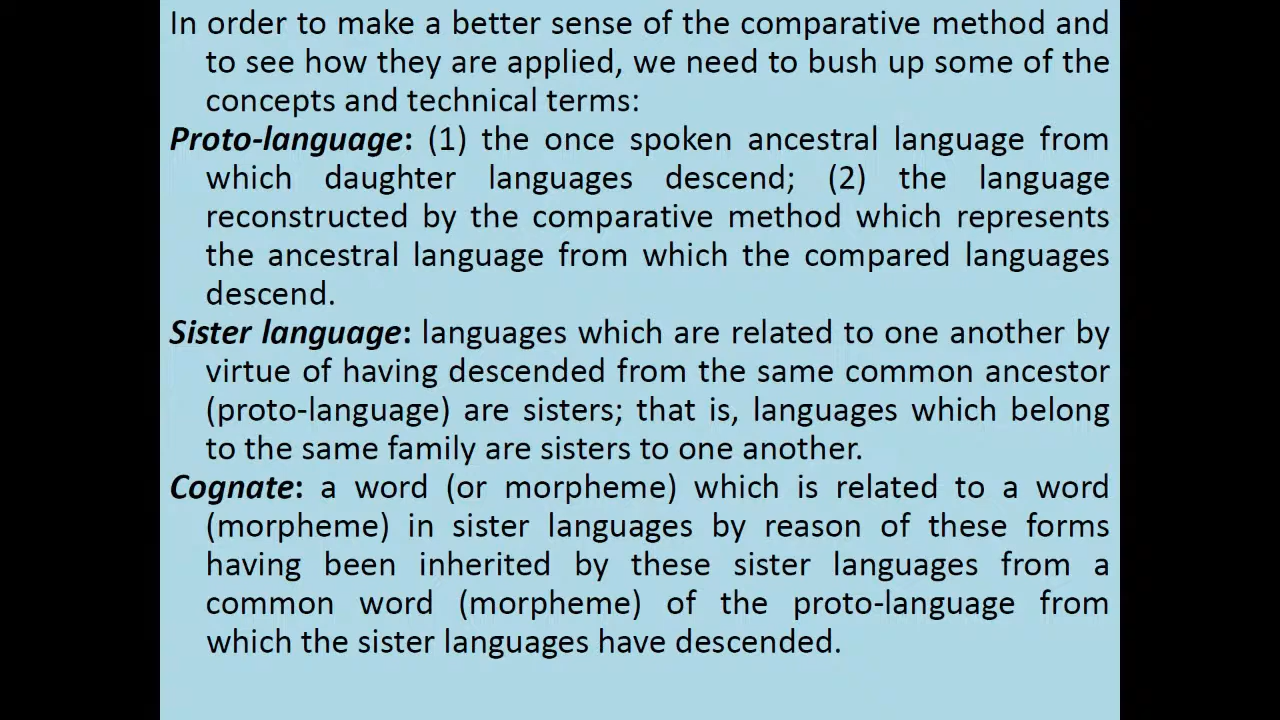 In order to make a better sense of the comparative method and
to see how they are applied, we need to bush up some of the
concepts and technical terms:
Proto-language: (1) the once spoken ancestral language from
which daughter languages descend; (2) the language
reconstructed by the comparative method which represents
the ancestral language from which the compared languages
descend.
Sister language: languages which are related to one another by
virtue of having descended from the same common ancestor
(proto-language) are sisters; that is, languages which belong
to the same family are sisters to one another.
Cognate: a word (or morpheme) which is related to a word
(morpheme) in sister languages by reason of these forms
having been inherited by these sister languages from a
common word (morpheme) of the proto-language from
which the sister languages have descended.